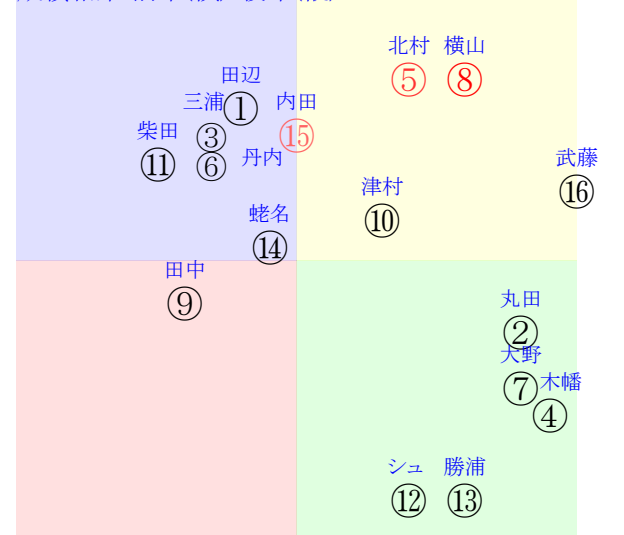 北村 横山
⑤ ⑧
田辺
①
三浦 内田
③ ⑮
柴田 丹内 武藤
⑪ ⑥ ⑯
津村
⑩
蛯名
⑭
田中
⑨
丸田
②
大野
⑦
木幡
④
シュ 勝浦
⑫ ⑬